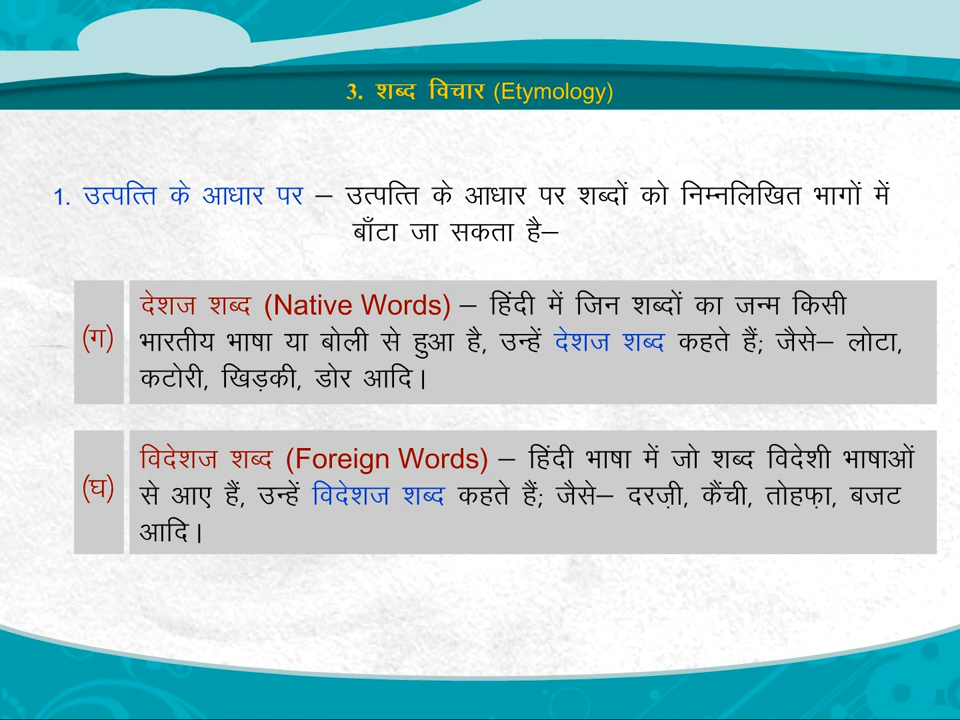 3. शब्द विचार (Etymology)
1. उत्पत्ति के आधार पर – उत्पत्ति के आधार पर शब्दों को निम्नलिखित भागों में
बाँटा जा सकता है–
(ग)
देशज शब्द (Native Words) – हिंदी में जिन शब्दों का जन्म किसी
भारतीय भाषा या बोली से हुआ है, उन्हें देशज शब्द कहते हैं; जैसे– लोटा,
कटोरी, खिड़की, डोर आदि।
(घ)
विदेशज शब्द (Foreign Words) – हिंदी भाषा में जो शब्द विदेशी भाषाओं
से आए हैं, उन्हें विदेशज शब्द कहते हैं; जैसे– दरज़ी, कैंची, तोहफ़ा, बजट
आदि।